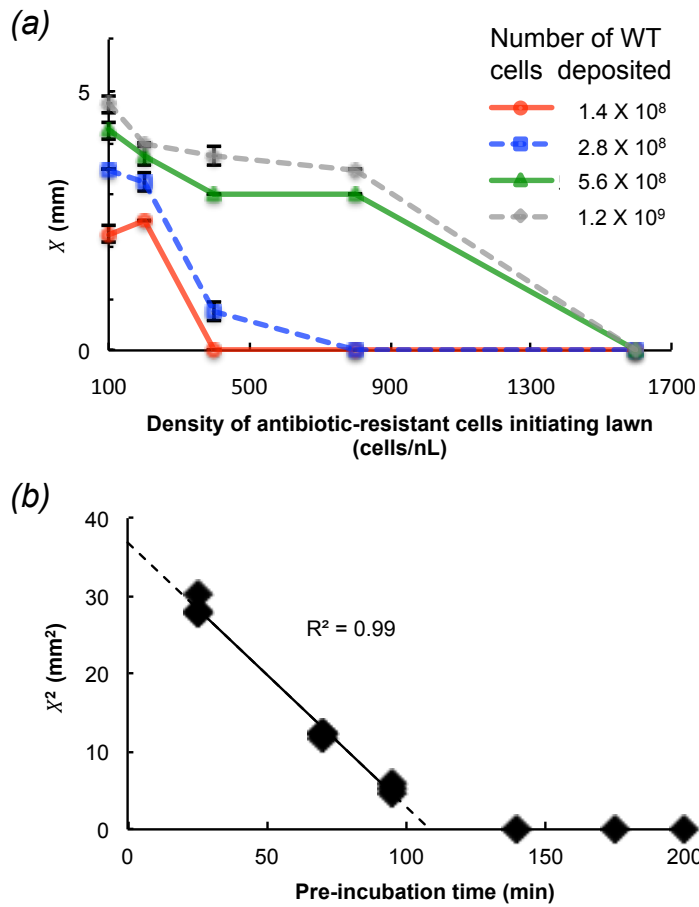 (a)
Number of WT
cells deposited
1.4 X 10⁸
2.8 X 10⁸
5.6 X 10⁸
1.2 X 10⁹
5
0
X (mm)
100 500 900 1300 1700
Density of antibiotic-resistant cells initiating lawn
(cells/nL)
(b)
40
30
20
10
0
X² (mm²)
R² = 0.99
0 50 100 150 200
Pre-incubation time (min)